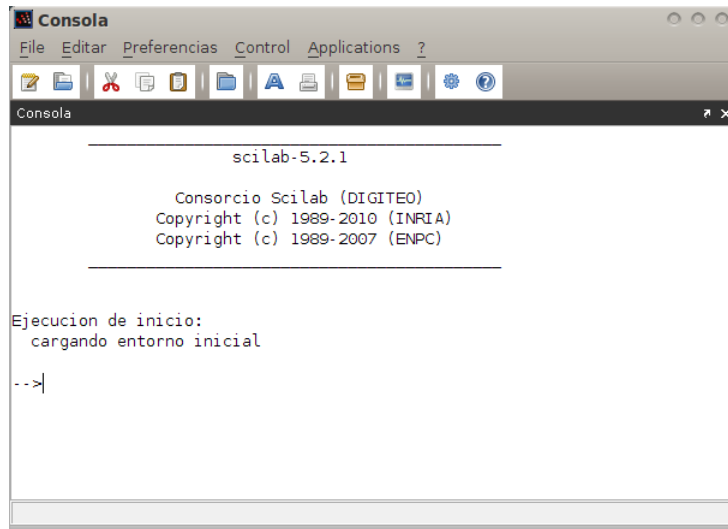 Consola
File Editar Preferencias Control Applications ?
Consola
scilab-5.2.1
Consorcio Scilab (DIGITEO)
Copyright (c) 1989-2010 (INRIA)
Copyright (c) 1989-2007 (ENPC)
Ejecucion de inicio:
cargando entorno inicial
-->